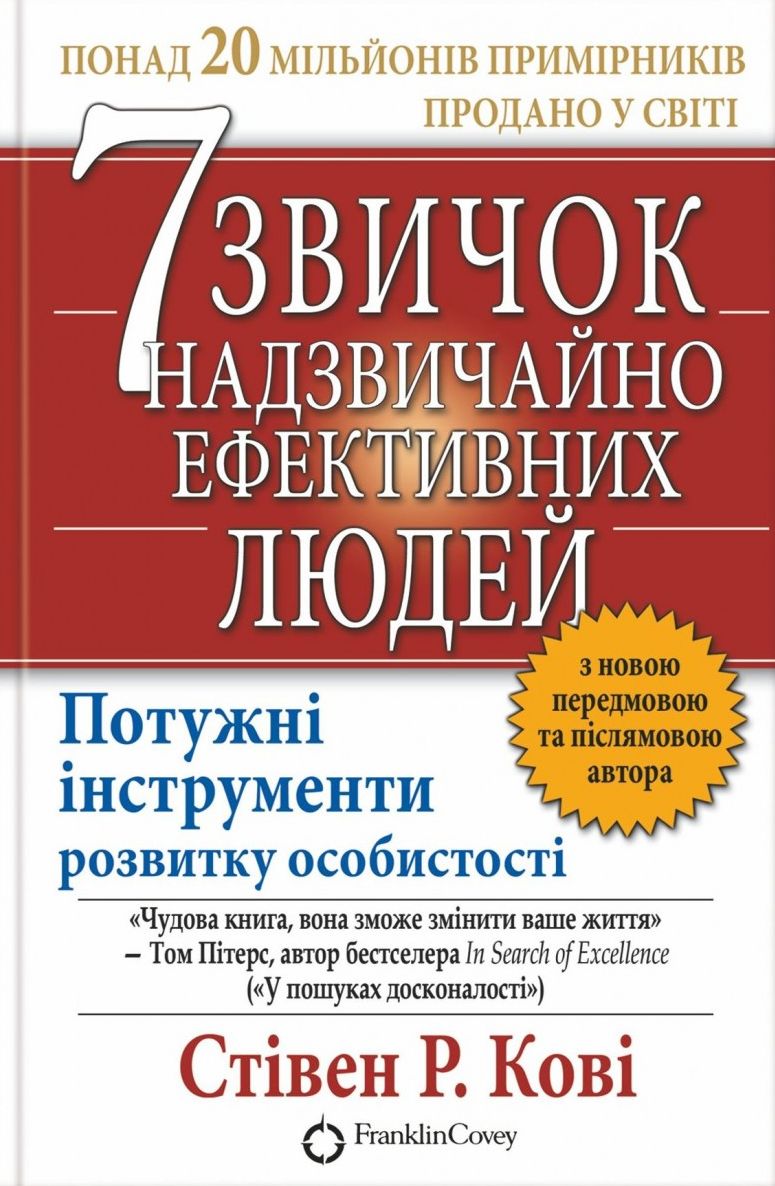 ПОНАД 20 МІЛЬЙОНІВ ПРИМІРНИКІВ
ПРОДАНО У СВІТІ
7 ЗВИЧОК
НАДЗВИЧАЙНО
ЕФЕКТИВНИХ
ЛЮДЕЙ
з новою
передмовою
та післямовою
автора
Потужні
інструменти
розвитку особистості
«Чудова книга, вона зможе змінити ваше життя»
– Том Пітерс, автор бестселера In Search of Excellence
(«У пошуках досконалості»)
Стівен Р. Кові
FranklinCovey